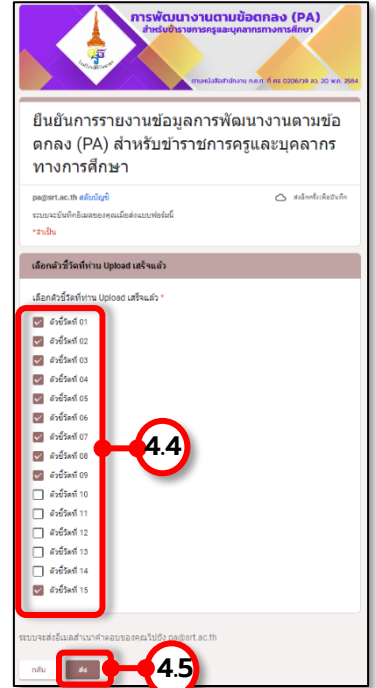 การพัฒนางานตามข้อตกลง (PA)
สำหรับข้าราชการครูและบุคลากรทางการศึกษา
ตามหนังสือสำนักงาน ก.ค.ศ. ที่ ศธ 0206/ว9 ลว. 20 พ.ค. 2564
ยืนยันการรายงานข้อมูลการพัฒนางานตามข้อ
ตกลง (PA) สำหรับข้าราชการครูและบุคลากร
ทางการศึกษา
pa@srt.ac.th สลับบัญชี
ส่งอีกครั้งเพื่อบันทึก
ระบบจะบันทึกอีเมลของคุณเมื่อส่งแบบฟอร์มนี้
*จำเป็น
เลือกตัวชี้วัดที่ท่าน Upload เสร็จแล้ว
เลือกตัวชี้วัดที่ท่าน Upload เสร็จแล้ว *
ตัวชี้วัดที่ 01
ตัวชี้วัดที่ 02
ตัวชี้วัดที่ 03
ตัวชี้วัดที่ 04
ตัวชี้วัดที่ 05
ตัวชี้วัดที่ 06
ตัวชี้วัดที่ 07
4.4
ตัวชี้วัดที่ 08
ตัวชี้วัดที่ 09
ตัวชี้วัดที่ 10
ตัวชี้วัดที่ 11
ตัวชี้วัดที่ 12
ตัวชี้วัดที่ 13
ตัวชี้วัดที่ 14
ตัวชี้วัดที่ 15
ระบบจะส่งอีเมลสำเนาคำตอบของคุณไปยัง pa@srt.ac.th
กลับ
ส่ง
4.5